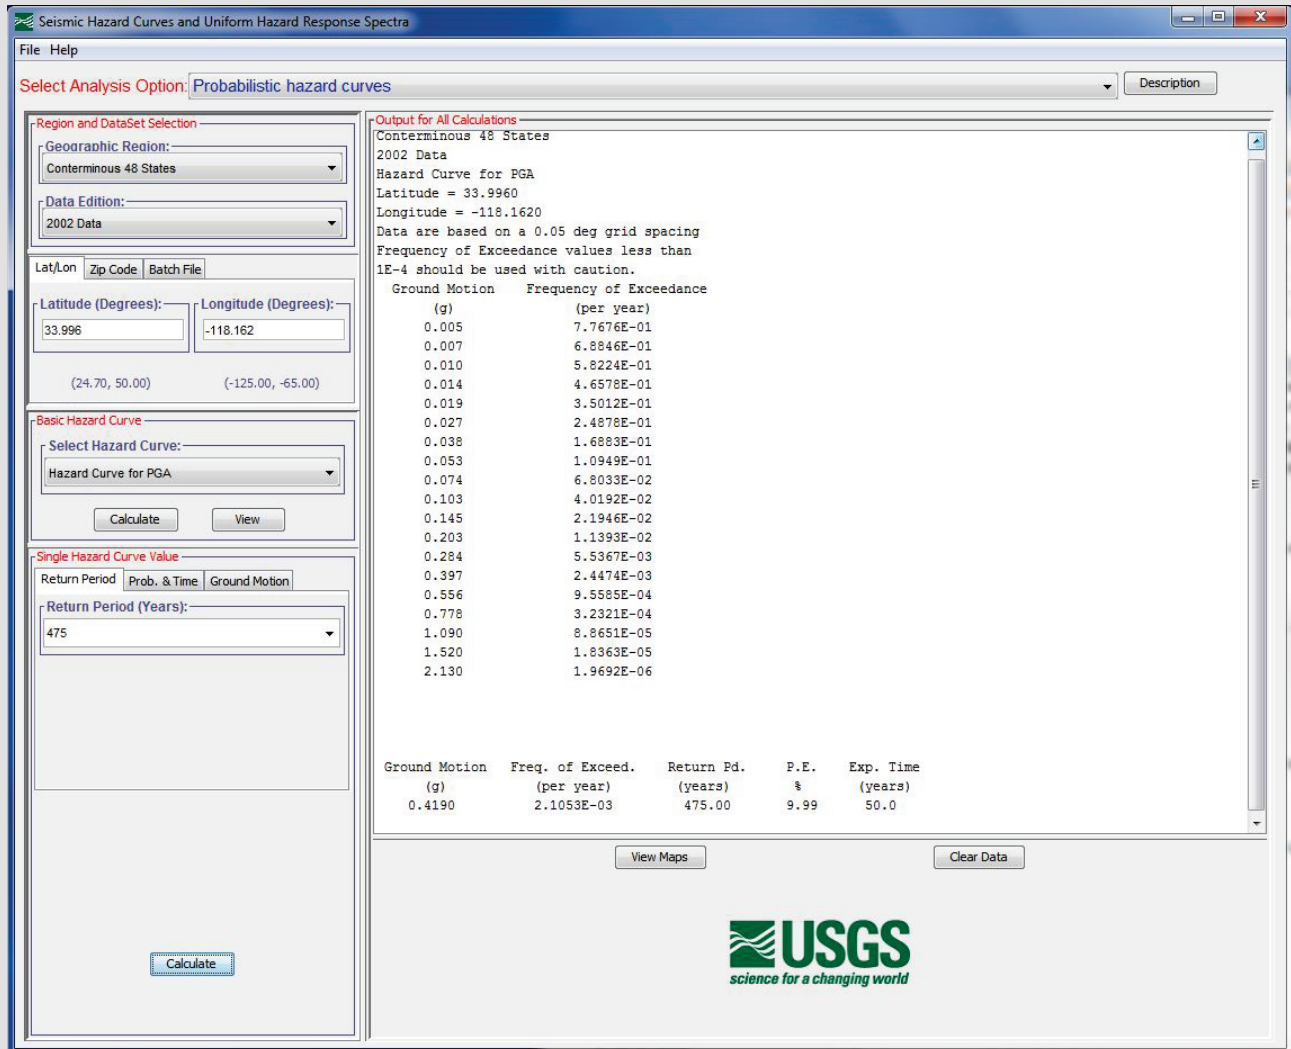 Seismic Hazard Curves and Uniform Hazard Response Spectra
File Help
Select Analysis Option: Probabilistic hazard curves
Description
Region and DataSet Selection
Geographic Region:
Conterminous 48 States
Data Edition:
2002 Data
Lat/Lon Zip Code Batch File
Latitude (Degrees): Longitude (Degrees):
33.996 -118.162
(24.70, 50.00) (-125.00, -65.00)
Basic Hazard Curve
Select Hazard Curve:
Hazard Curve for PGA
Calculate View
Single Hazard Curve Value
Return Period Prob. & Time Ground Motion
Return Period (Years):
475
Calculate
Output for All Calculations
Conterminous 48 States
2002 Data
Hazard Curve for PGA
Latitude = 33.9960
Longitude = -118.1620
Data are based on a 0.05 deg grid spacing
Frequency of Exceedance values less than
1E-4 should be used with caution.
Ground Motion Frequency of Exceedance
(g) (per year)
0.005 7.7676E-01
0.007 6.8846E-01
0.010 5.8224E-01
0.014 4.6578E-01
0.019 3.5012E-01
0.027 2.4878E-01
0.038 1.6883E-01
0.053 1.0949E-01
0.074 6.8033E-02
0.103 4.0192E-02
0.145 2.1946E-02
0.203 1.1393E-02
0.284 5.5367E-03
0.397 2.4474E-03
0.556 9.5585E-04
0.778 3.2321E-04
1.090 8.8651E-05
1.520 1.8363E-05
2.130 1.9692E-06
Ground Motion Freq. of Exceed. Return Pd. P.E. Exp. Time
(g) (per year) (years) % (years)
0.4190 2.1053E-03 475.00 9.99 50.0
View Maps Clear Data
USGS
science for a changing world